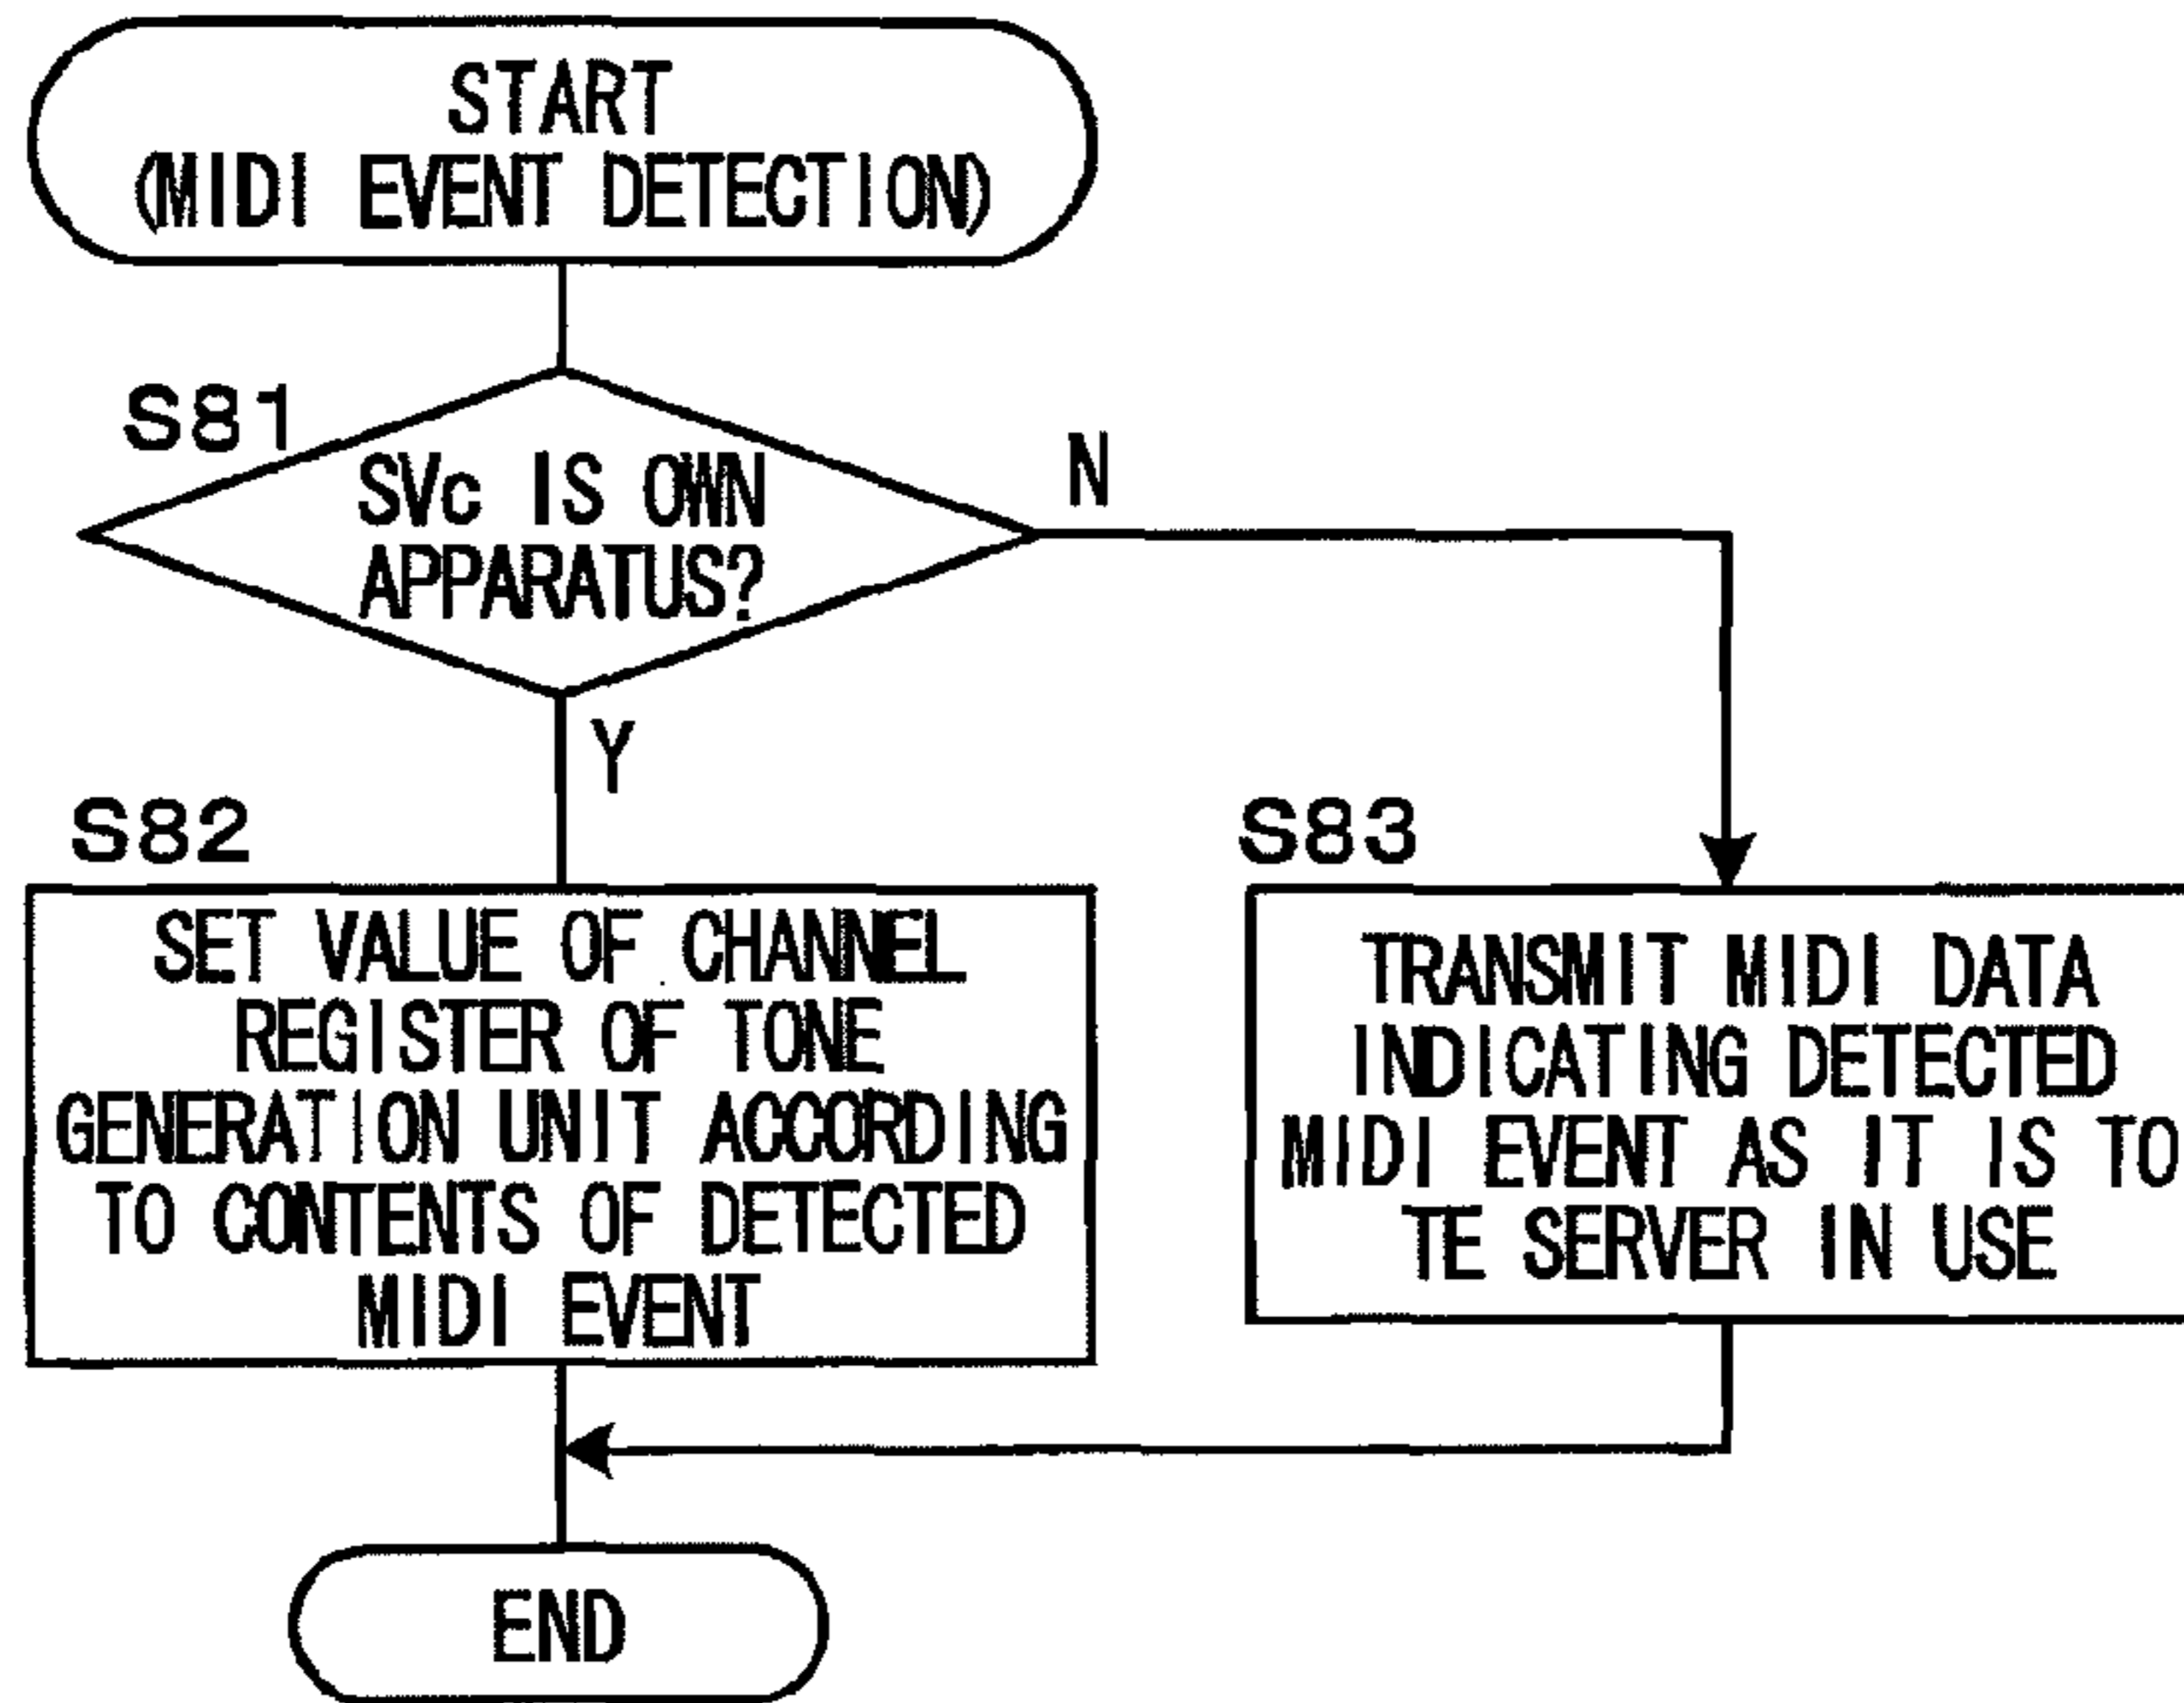 START
(MIDI EVENT DETECTION)
S81
SVc IS OWN
APPARATUS?
N
Y
S82
SET VALUE OF CHANNEL
REGISTER OF TONE
GENERATION UNIT ACCORDING
TO CONTENTS OF DETECTED
MIDI EVENT
S83
TRANSMIT MIDI DATA
INDICATING DETECTED
MIDI EVENT AS IT IS TO
TE SERVER IN USE
END